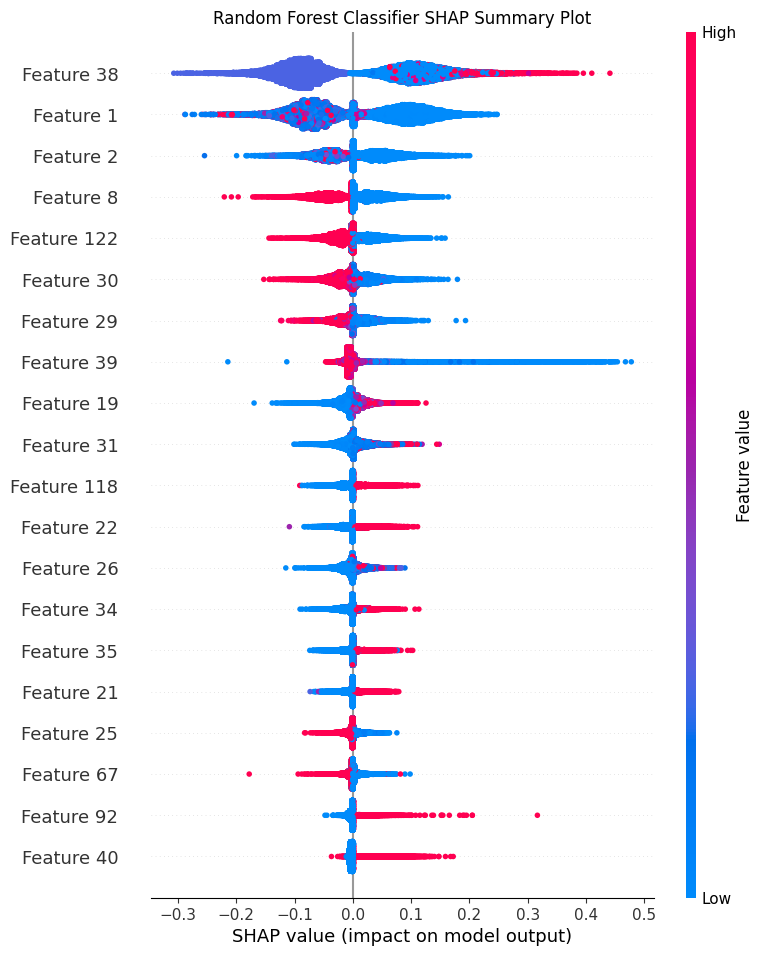 Random Forest Classifier SHAP Summary Plot
High
Feature 38
Feature 1
Feature 2
Feature 8
Feature 122
Feature 30
Feature 29
Feature 39
Feature 19
Feature 31
Feature 118
Feature 22
Feature 26
Feature 34
Feature 35
Feature 21
Feature 25
Feature 67
Feature 92
Feature 40
Feature value
Low
−0.3 −0.2 −0.1 0.0 0.1 0.2 0.3 0.4 0.5
SHAP value (impact on model output)